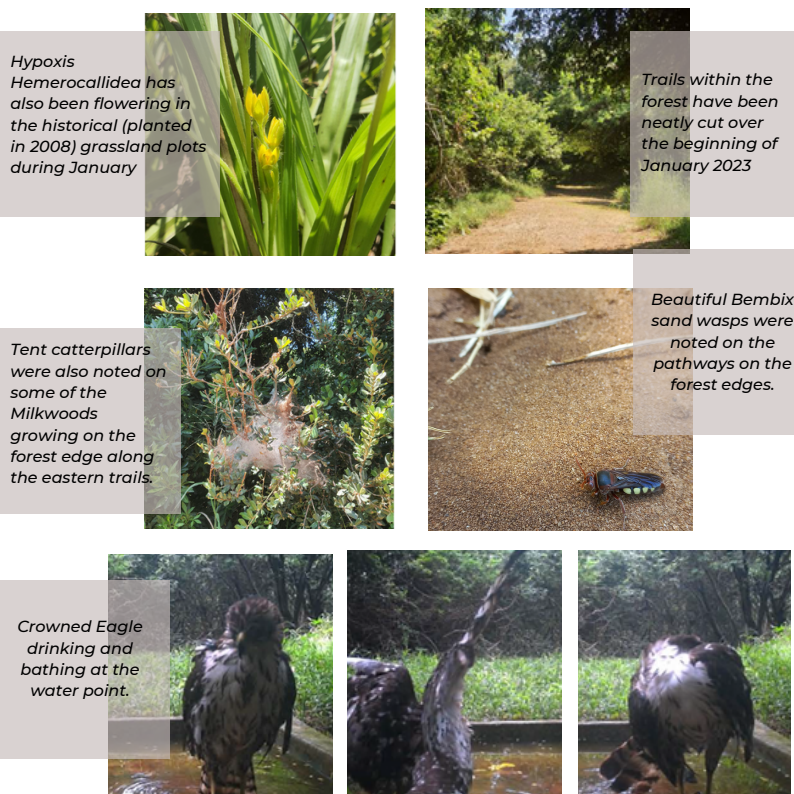 Hypoxis
Hemerocallidea has
also been flowering in
the historical (planted
in 2008) grassland plots
during January
Trails within the
forest have been
neatly cut over
the beginning of
January 2023
Beautiful Bembix
sand wasps were
noted on the
pathways on the
forest edges.
Tent catterpillars
were also noted on
some of the
Milkwoods
growing on the
forest edge along
the eastern trails.
Crowned Eagle
drinking and
bathing at the
water point.